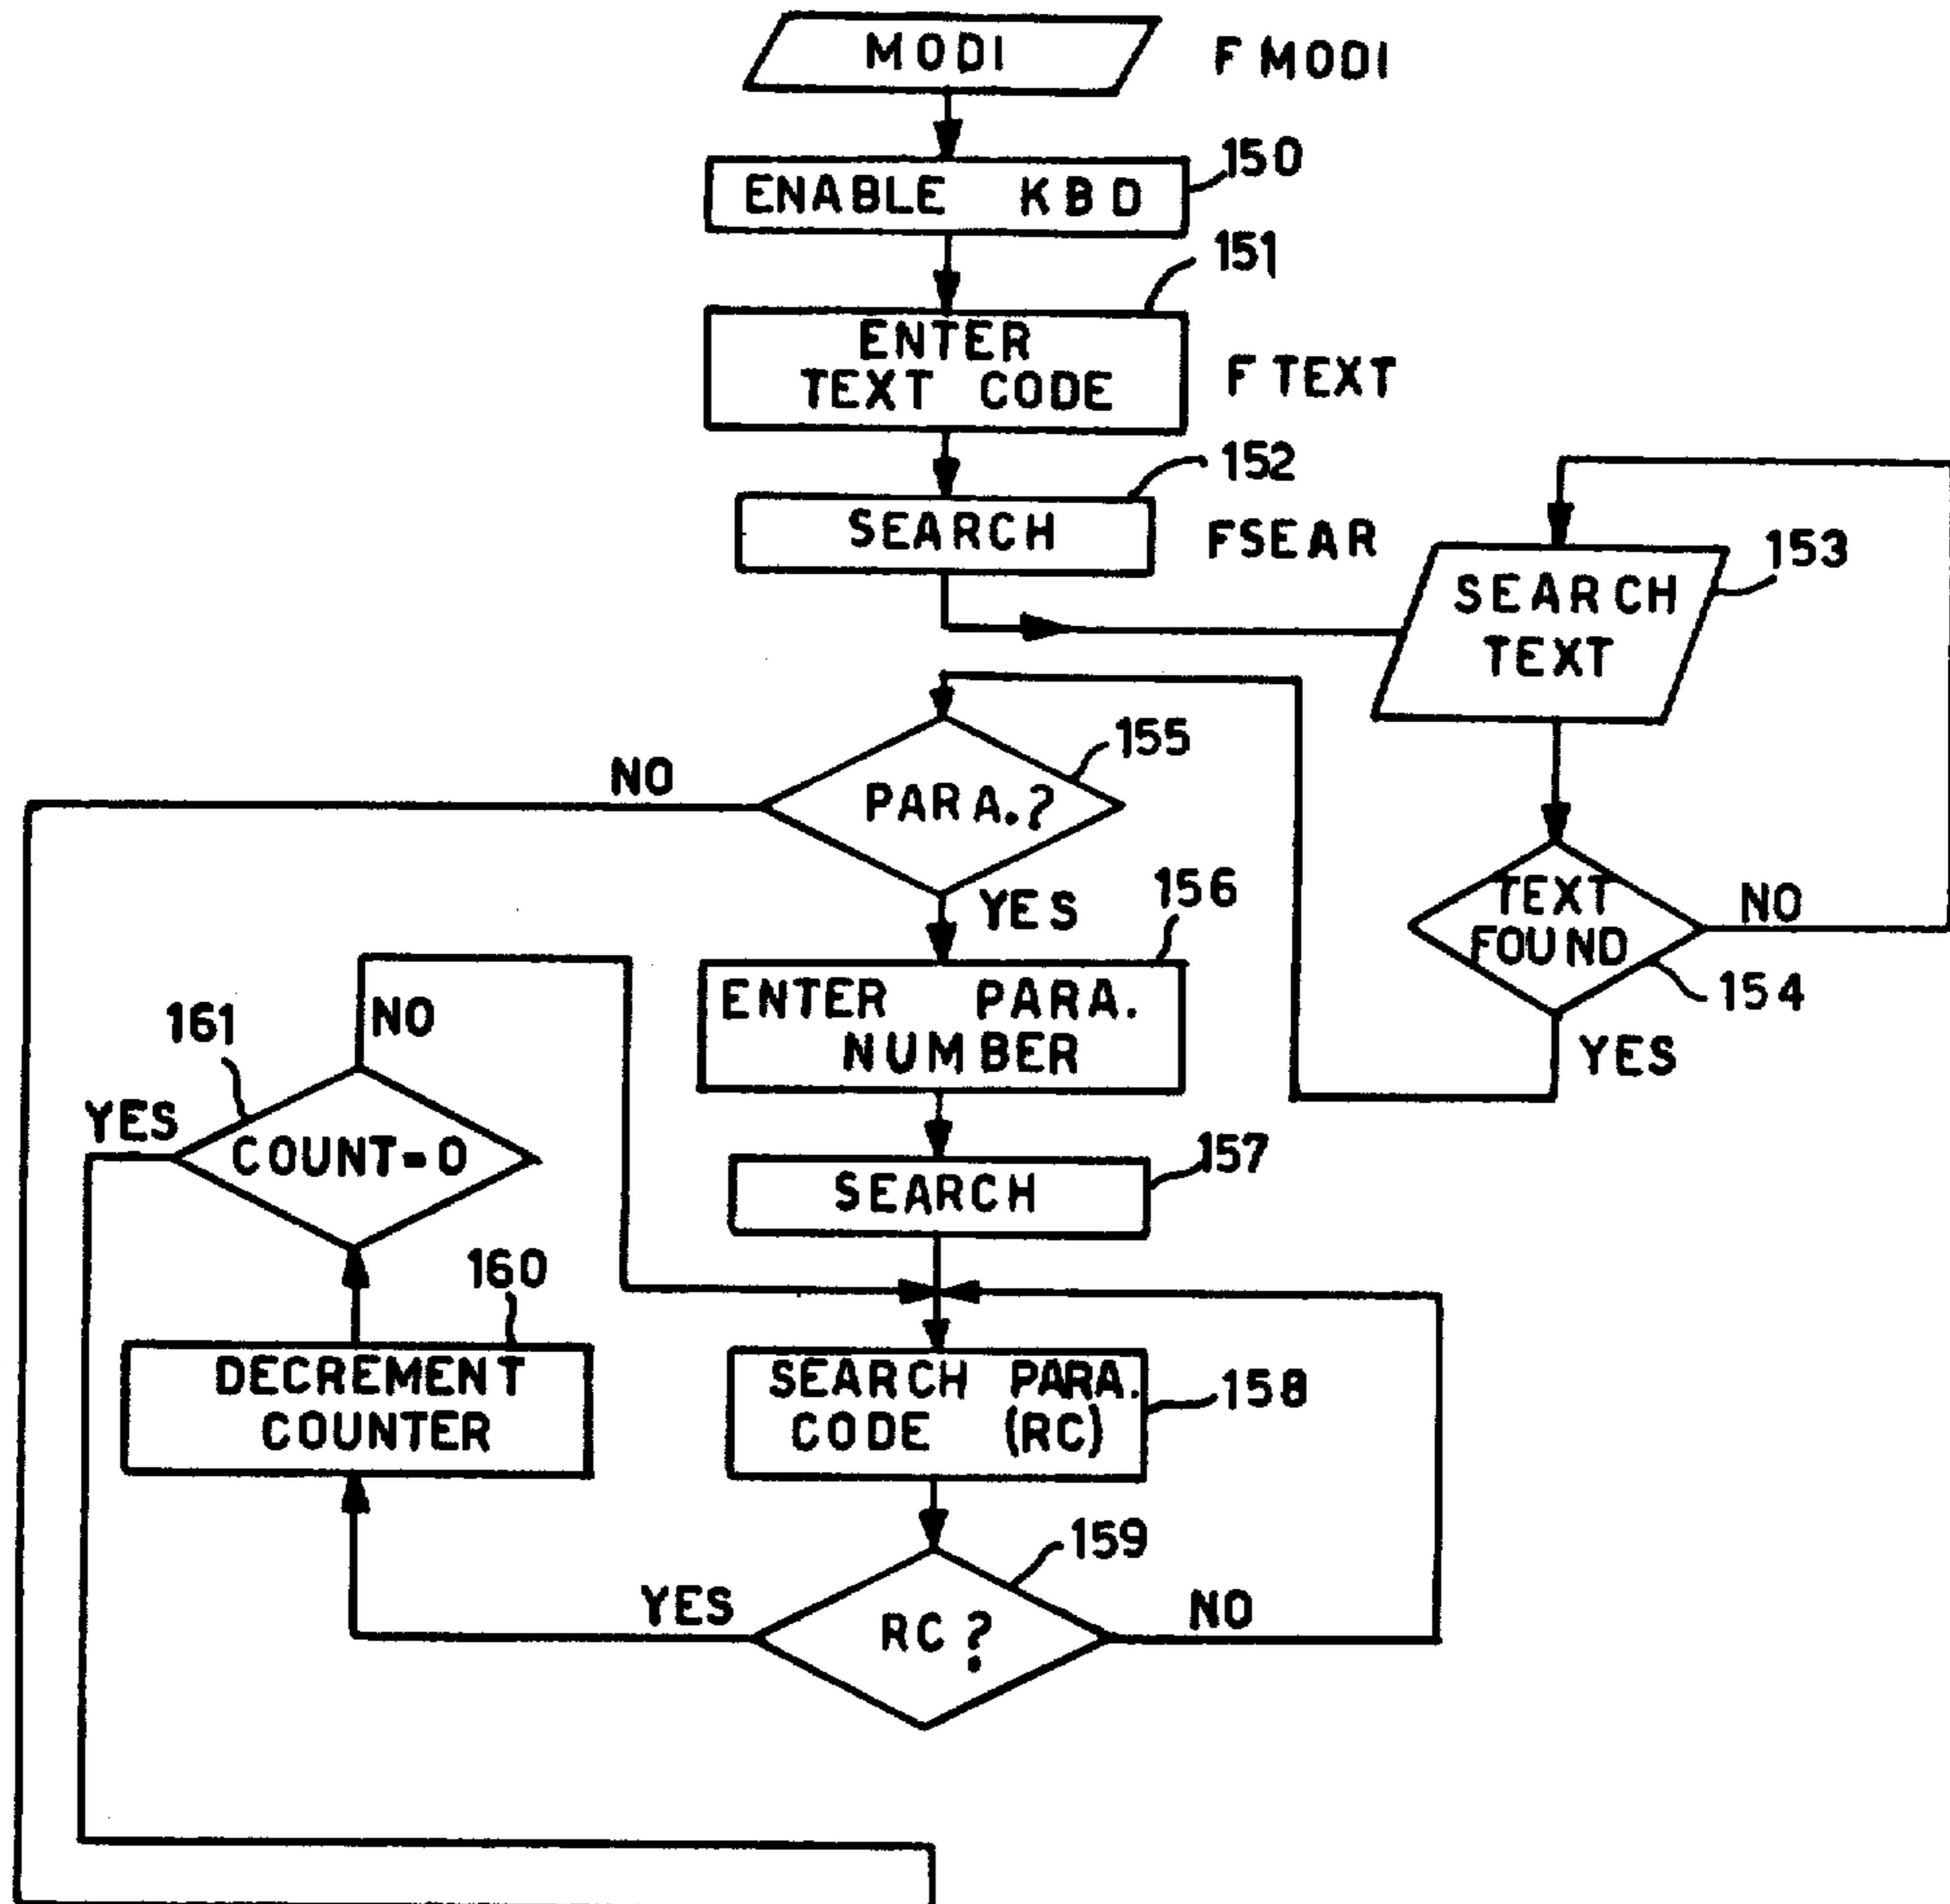 MODI
F MODI
150
ENABLE KBD
151
ENTER
TEXT CODE
F TEXT
152
SEARCH
FSEAR
153
SEARCH
TEXT
155
NO
PARA.?
YES
156
TEXT
FOUND
NO
154
YES
ENTER PARA.
NUMBER
161
NO
YES
COUNT=0
157
SEARCH
160
DECREMENT
COUNTER
SEARCH PARA.
CODE (RC)
158
159
YES
RC?
NO